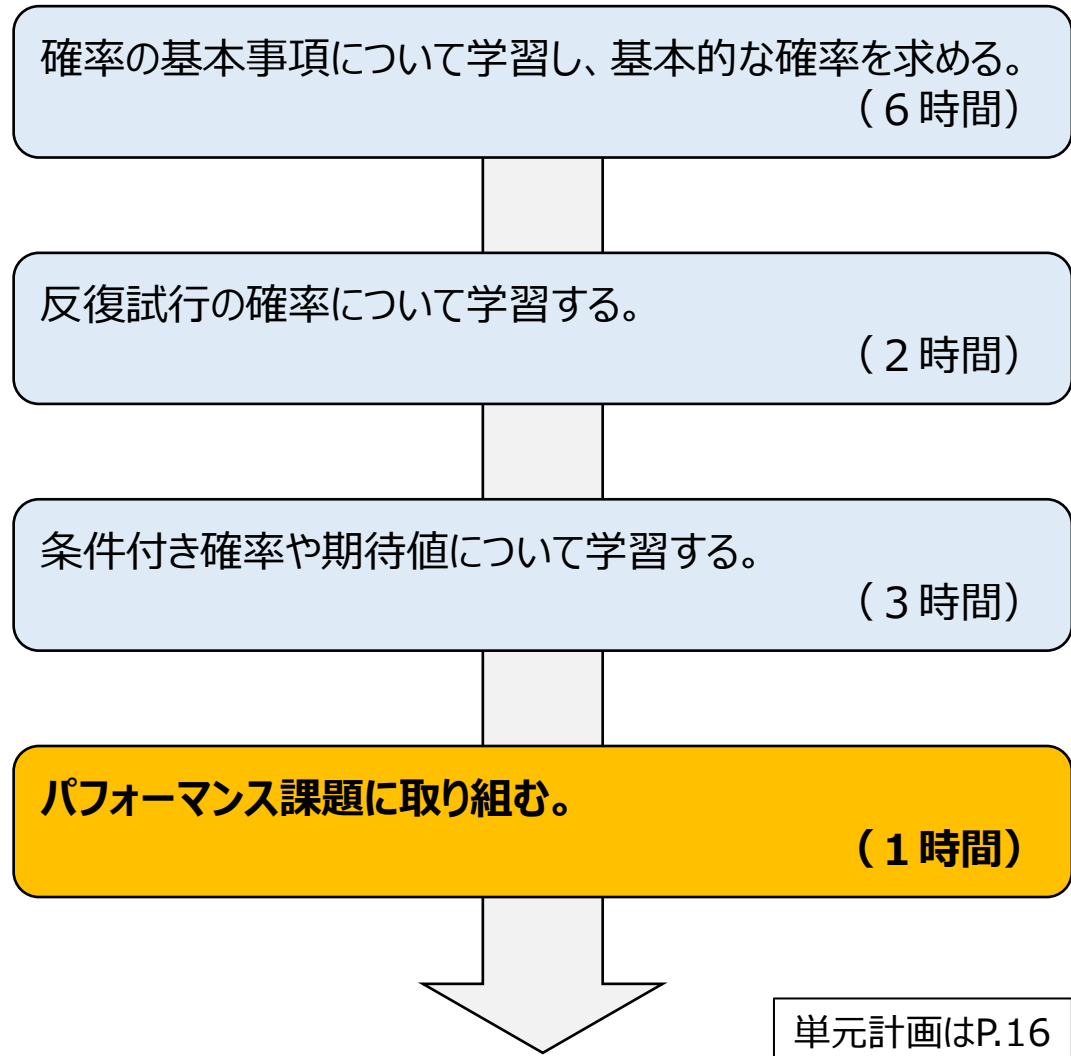 確率の基本事項について学習し、基本的な確率を求める。
（６時間）
反復試行の確率について学習する。
（２時間）
条件付き確率や期待値について学習する。
（３時間）
パフォーマンス課題に取り組む。
（１時間）
単元計画はP.16